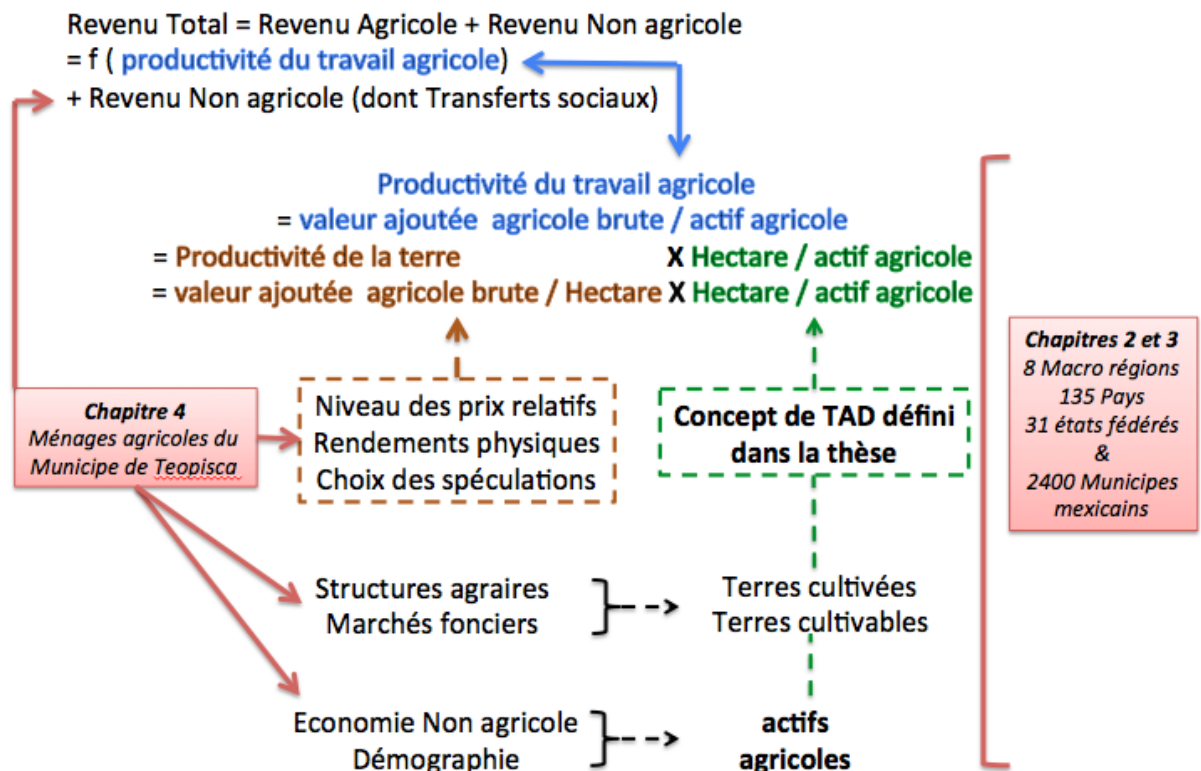 Revenu Total = Revenu Agricole + Revenu Non agricole
= f ( productivité du travail agricole)
+ Revenu Non agricole (dont Transferts sociaux)
Productivité du travail agricole
= valeur ajoutée agricole brute / actif agricole
= Productivité de la terre X Hectare / actif agricole
= valeur ajoutée agricole brute / Hectare X Hectare / actif agricole
Chapitres 2 et 3
8 Macro régions
135 Pays
31 états fédérés
&
2400 Municipes
mexicains
Chapitre 4
Ménages agricoles du
Municipe de Teopisca
Niveau des prix relatifs
Rendements physiques
Choix des spéculations
Concept de TAD défini
dans la thèse
Structures agraires
Marchés fonciers
Terres cultivées
Terres cultivables
Economie Non agricole
Démographie
actifs
agricoles